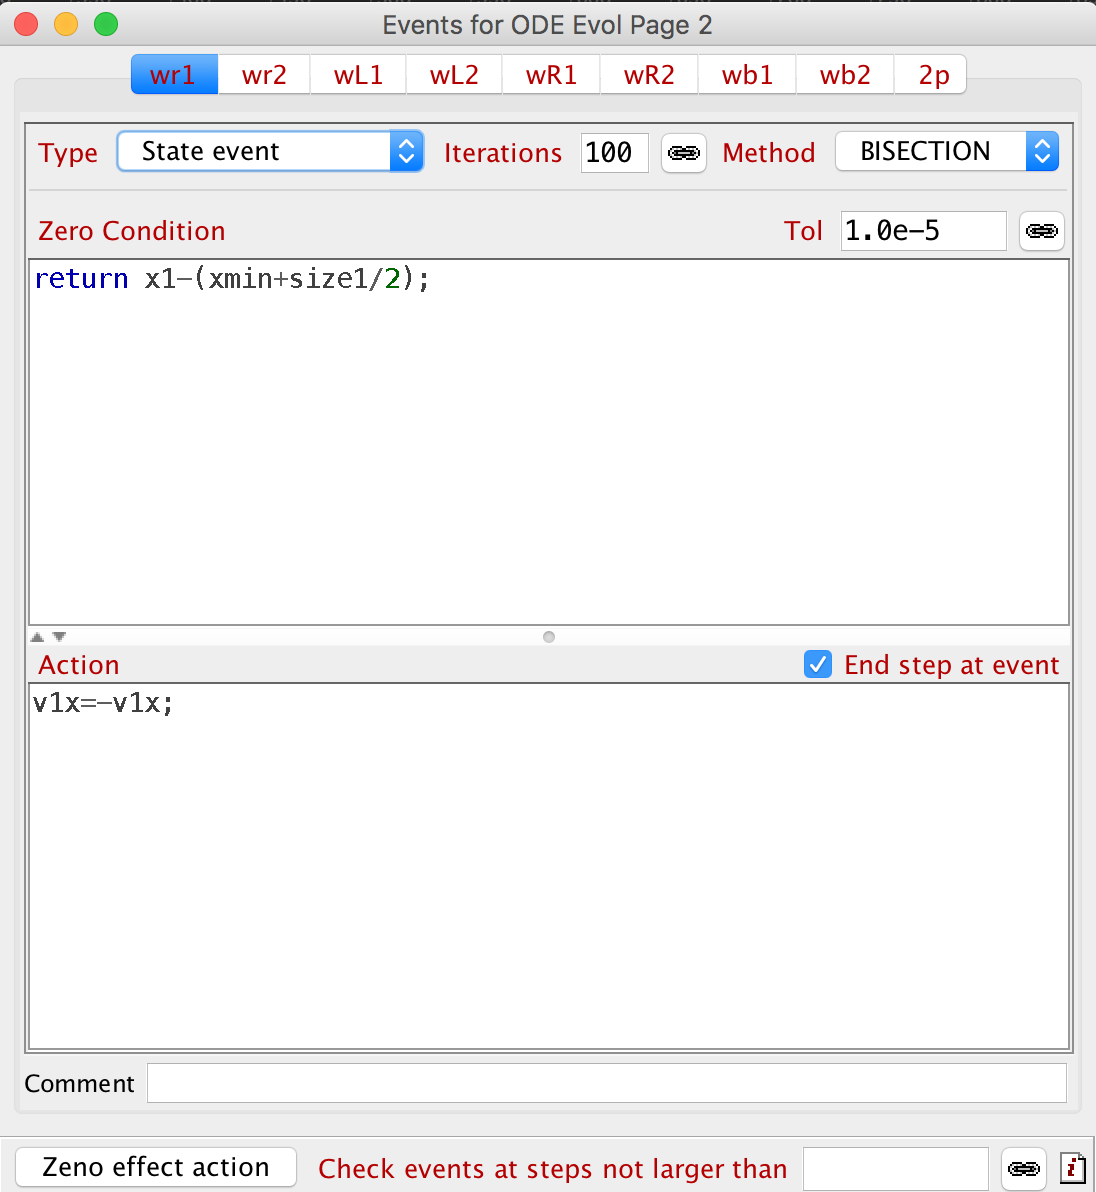 Events for ODE Evol Page 2
wr1 wr2 wL1 wL2 wR1 wR2 wb1 wb2 2p
Type State event Iterations 100 Method BISECTION
Zero Condition Tol 1.0e-5
return x1-(xmin+size1/2);
Action End step at event
v1x=-v1x;
Comment
Zeno effect action Check events at steps not larger than i